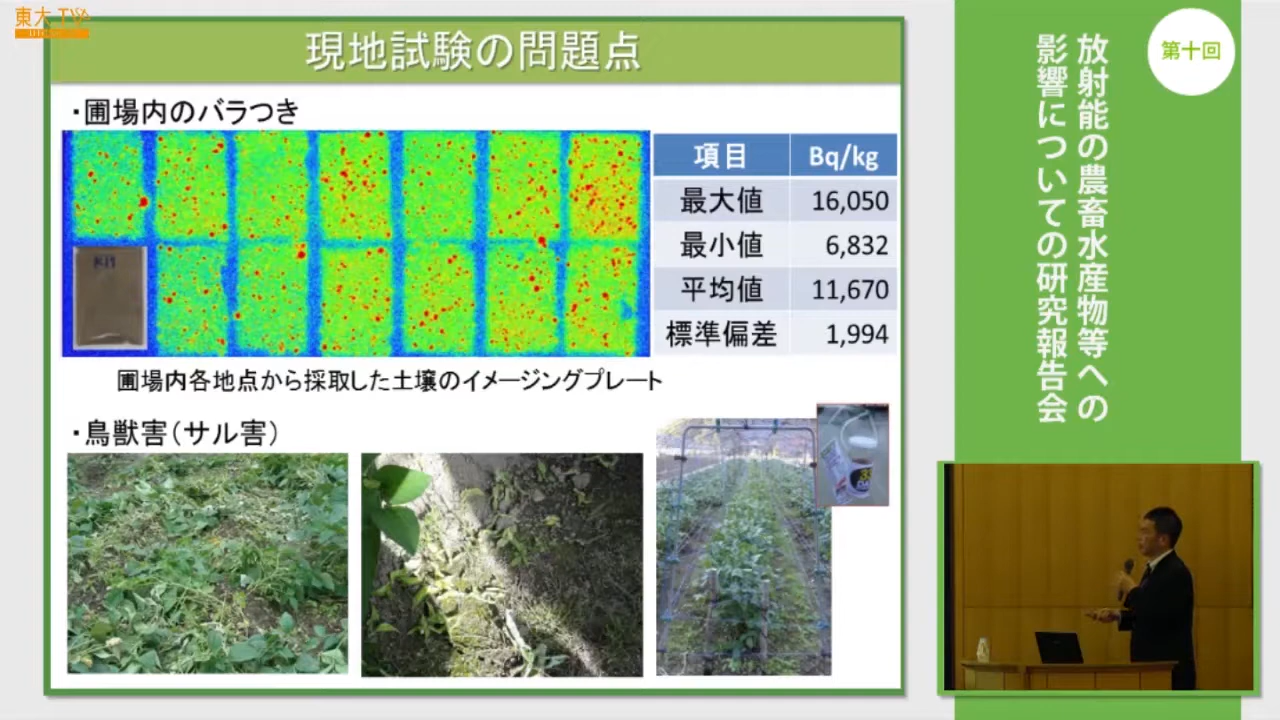 東大TV
現地試験の問題点
・圃場内のバラつき
項目 Bq/kg
最大値 16,050
最小値 6,832
平均値 11,670
標準偏差 1,994
圃場内各地点から採取した土壌のイメージングプレート
・鳥獣害（サル害）
第十回
放射能の農畜水産物等への
影響についての研究報告会